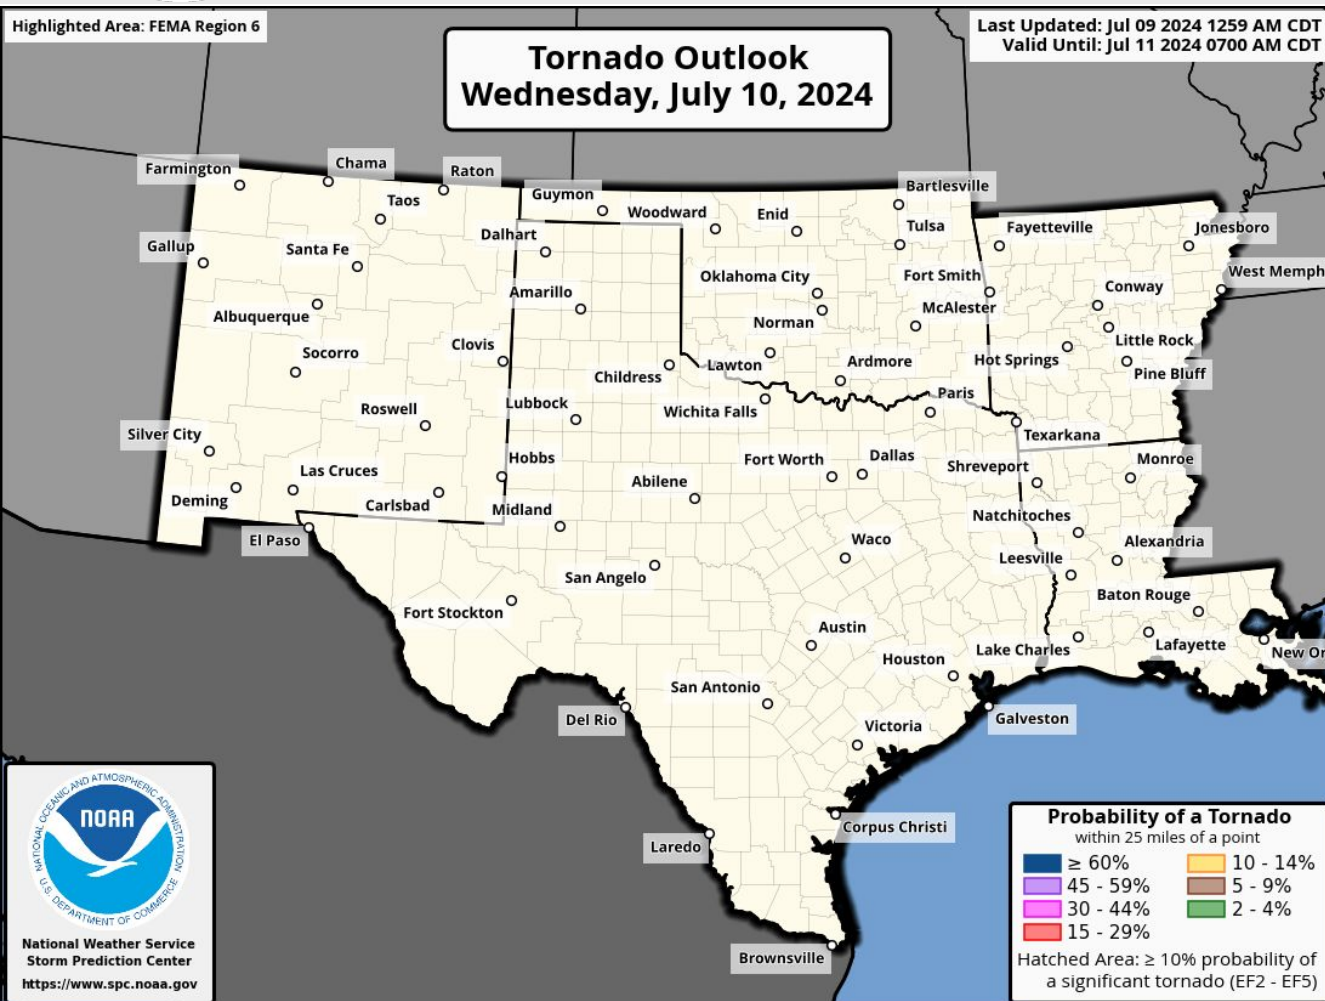 Highlighted Area: FEMA Region 6
Last Updated: Jul 09 2024 1259 AM CDT
Valid Until: Jul 11 2024 0700 AM CDT
Tornado Outlook
Wednesday, July 10, 2024
Farmington
Chama
Raton
Taos
Guymon
Woodward
Enid
Bartlesville
Tulsa
Fayetteville
Jonesboro
Gallup
Santa Fe
Dalhart
Oklahoma City
Fort Smith
Conway
West Memph
Albuquerque
Amarillo
Norman
McAlester
Little Rock
Socorro
Clovis
Childress
Lawton
Ardmore
Hot Springs
Pine Bluff
Roswell
Lubbock
Wichita Falls
Paris
Texarkana
Silver City
Las Cruces
Hobbs
Abilene
Fort Worth
Dallas
Shreveport
Monroe
Deming
Carlsbad
Midland
Natchitoches
El Paso
San Angelo
Waco
Leesville
Alexandria
Fort Stockton
Austin
Baton Rouge
Houston
Lake Charles
Lafayette
New Or
San Antonio
Del Rio
Victoria
Galveston
Laredo
Corpus Christi
Brownsville
NATIONAL OCEANIC AND ATMOSPHERIC ADMINISTRATION
NOAA
U.S. DEPARTMENT OF COMMERCE
National Weather Service
Storm Prediction Center
https://www.spc.noaa.gov
Probability of a Tornado
within 25 miles of a point
≥ 60%
45 - 59%
30 - 44%
15 - 29%
10 - 14%
5 - 9%
2 - 4%
Hatched Area: ≥ 10% probability of
a significant tornado (EF2 - EF5)